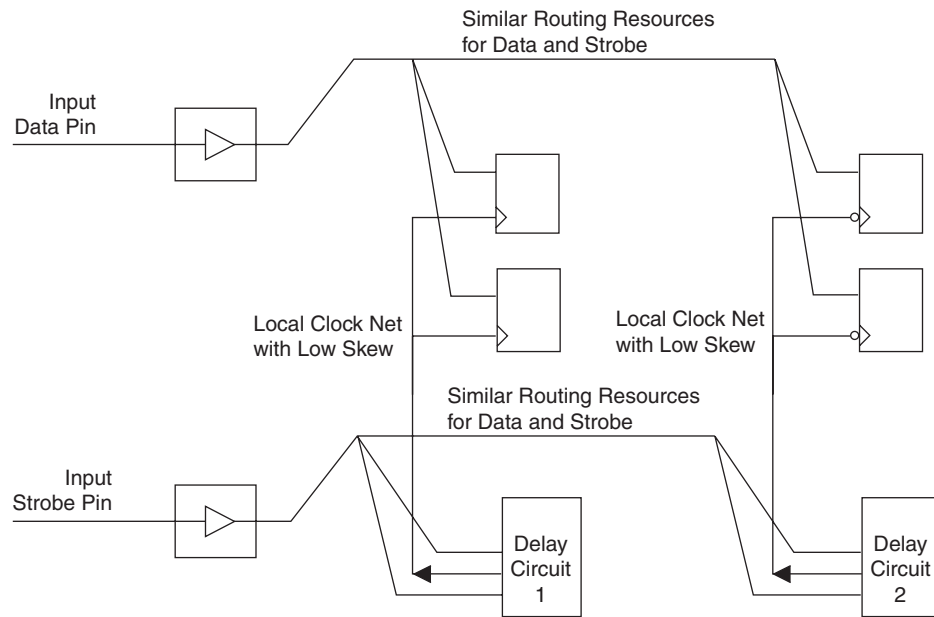 Similar Routing Resources
for Data and Strobe
Input
Data Pin
Local Clock Net
with Low Skew
Local Clock Net
with Low Skew
Similar Routing Resources
for Data and Strobe
Input
Strobe Pin
Delay
Circuit
1
Delay
Circuit
2